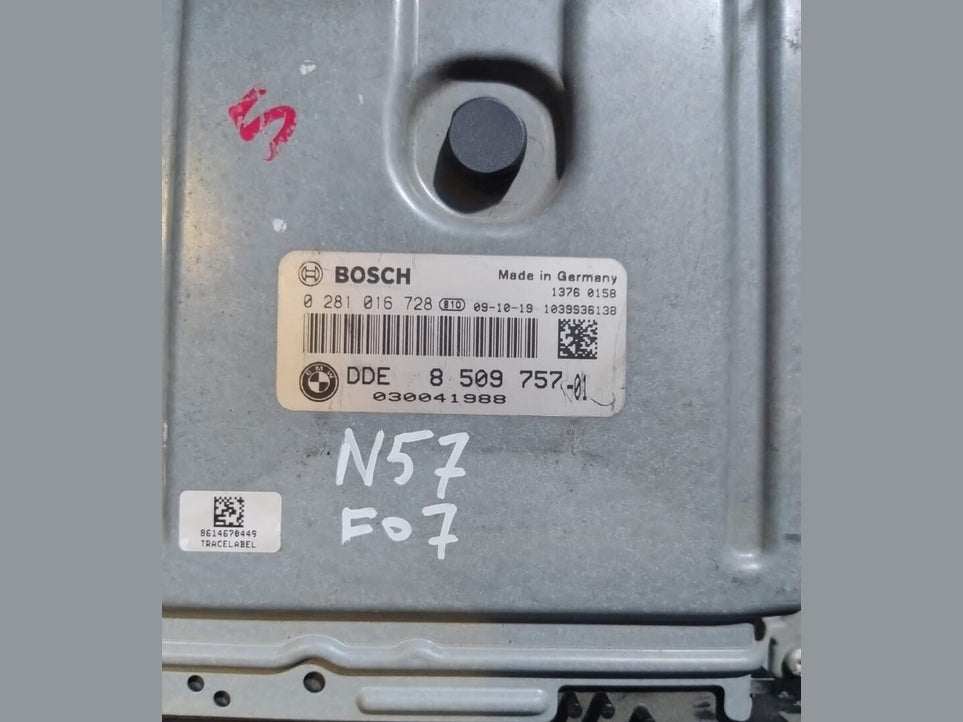 5
BOSCH
Made in Germany
1376 0158
0 281 016 728 810 09-10-19 1039S36138
BMW
DDE 8 509 757-01
030041988
N57
F07
8614670449
TRACELABEL